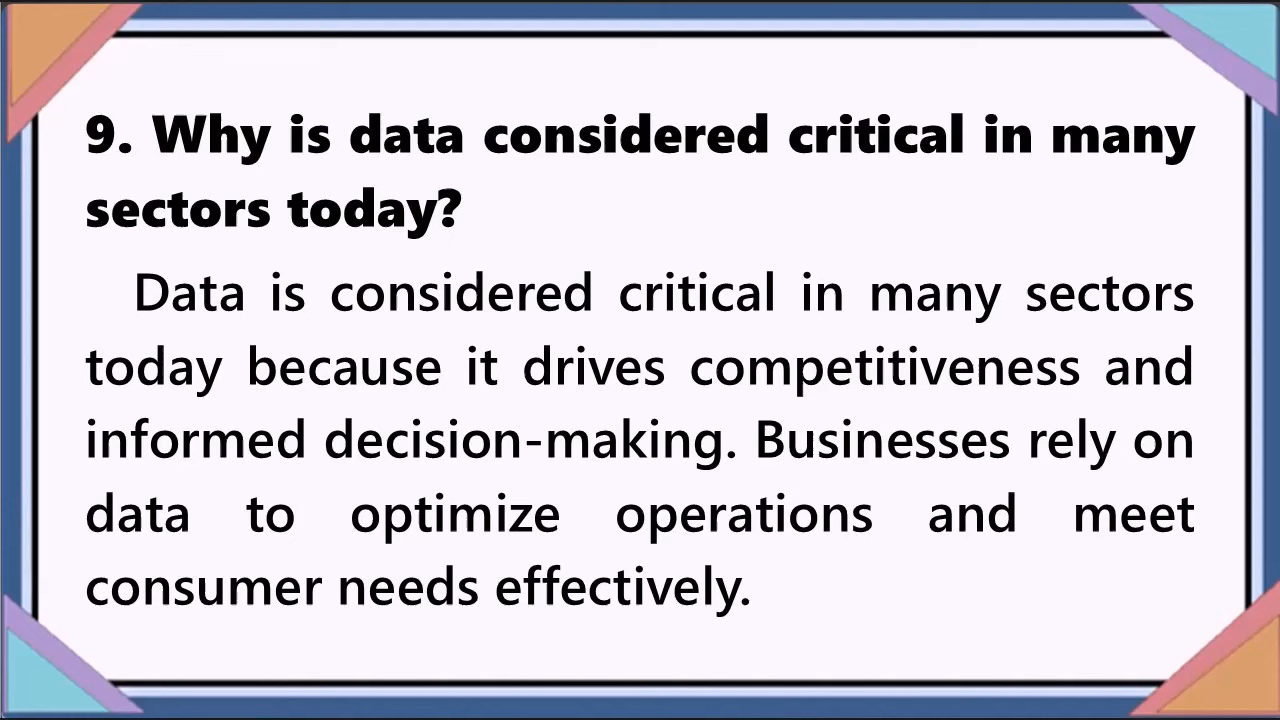 9. Why is data considered critical in many
sectors today?
Data is considered critical in many sectors
today because it drives competitiveness and
informed decision-making. Businesses rely on
data to optimize operations and meet
consumer needs effectively.